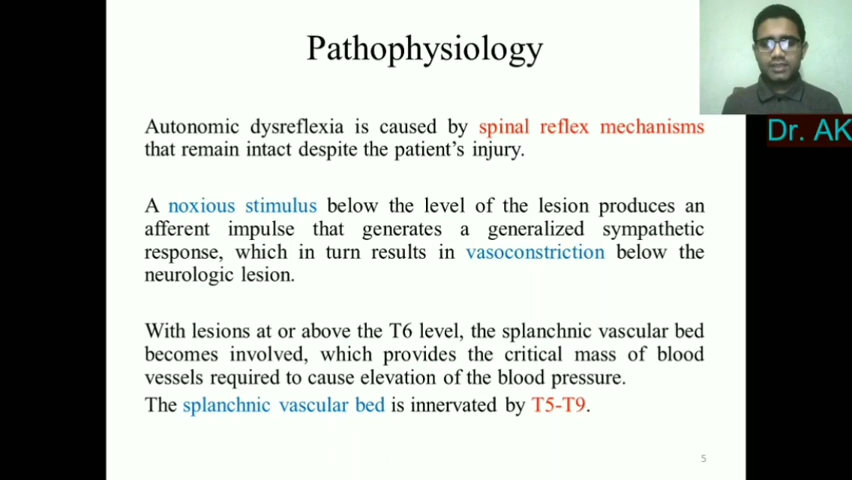 Pathophysiology
Dr. AK
Autonomic dysreflexia is caused by spinal reflex mechanisms
that remain intact despite the patient's injury.
A noxious stimulus below the level of the lesion produces an
afferent impulse that generates a generalized sympathetic
response, which in turn results in vasoconstriction below the
neurologic lesion.
With lesions at or above the T6 level, the splanchnic vascular bed
becomes involved, which provides the critical mass of blood
vessels required to cause elevation of the blood pressure.
The splanchnic vascular bed is innervated by T5-T9.
5